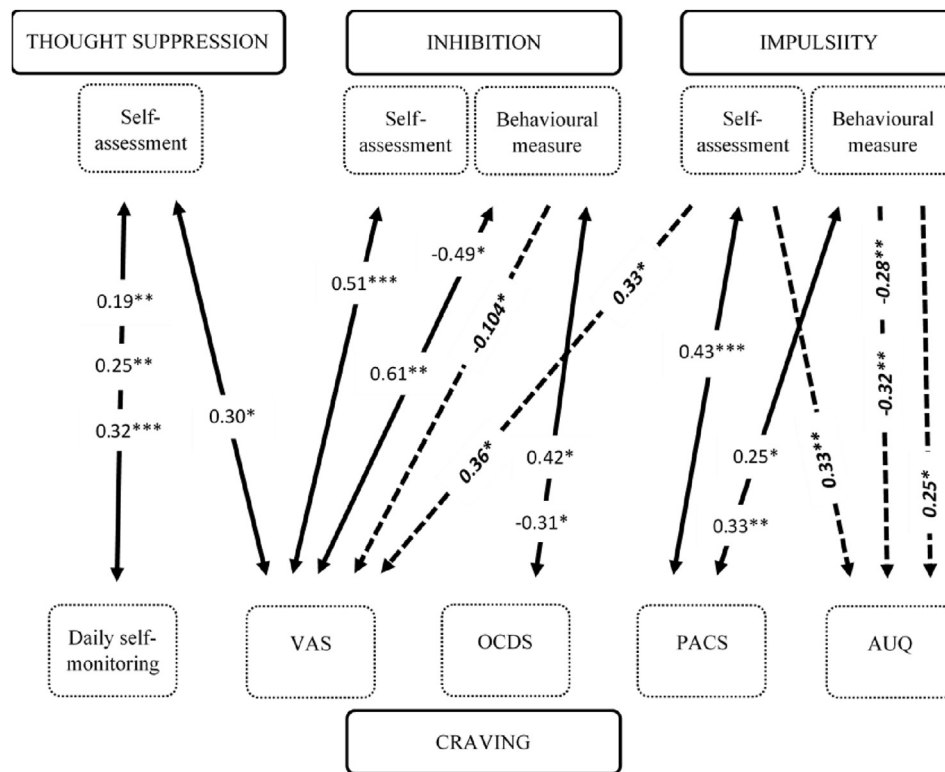 THOUGHT SUPPRESSION
INHIBITION
IMPULSIITY
Self-
assessment
Self-
assessment
Behavioural
measure
Self-
assessment
Behavioural
measure
0.19**
0.25**
0.32***
0.30*
0.51***
-0.49*
0.61**
-0.104*
0.42*
-0.31*
0.33*
0.36*
0.43***
0.25*
0.33**
0.33**
-0.28**
-0.32**
0.25*
Daily self-
monitoring
VAS
OCDS
PACS
AUQ
CRAVING